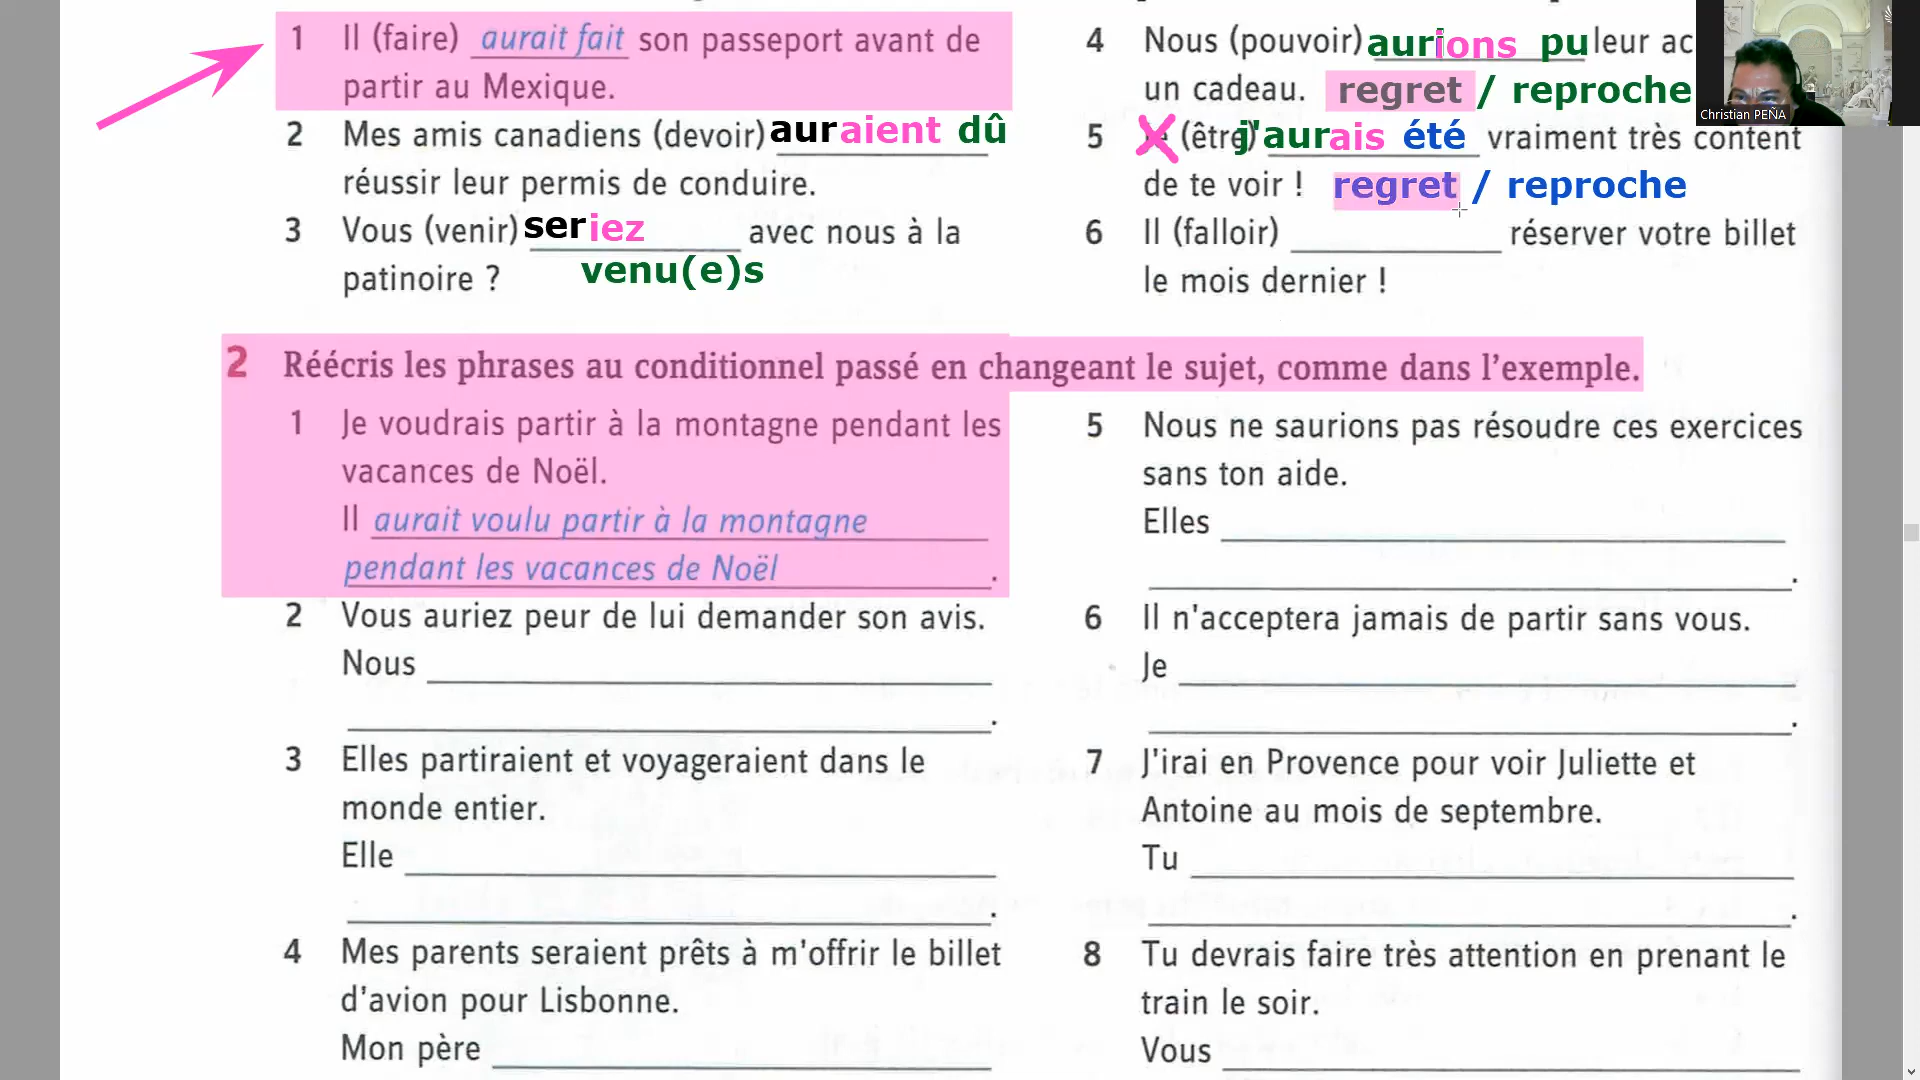 1 Il (faire) aurait fait son passeport avant de
partir au Mexique.
2 Mes amis canadiens (devoir) auraient dû
réussir leur permis de conduire.
3 Vous (venir) seriez avec nous à la
patinoire ? venu(e)s
4 Nous (pouvoir) aurions pu leur ac
un cadeau. regret / reproche
5 (être) j'aurais été vraiment très content
de te voir ! regret / reproche
6 Il (falloir) réserver votre billet
le mois dernier !
Christian PEÑA
2 Réécris les phrases au conditionnel passé en changeant le sujet, comme dans l'exemple.
1 Je voudrais partir à la montagne pendant les
vacances de Noël.
Il aurait voulu partir à la montagne
pendant les vacances de Noël.
2 Vous auriez peur de lui demander son avis.
Nous
.
3 Elles partiraient et voyageraient dans le
monde entier.
Elle
.
4 Mes parents seraient prêts à m'offrir le billet
d'avion pour Lisbonne.
Mon père
5 Nous ne saurions pas résoudre ces exercices
sans ton aide.
Elles
.
6 Il n'acceptera jamais de partir sans vous.
Je
.
7 J'irai en Provence pour voir Juliette et
Antoine au mois de septembre.
Tu
.
8 Tu devrais faire très attention en prenant le
train le soir.
Vous